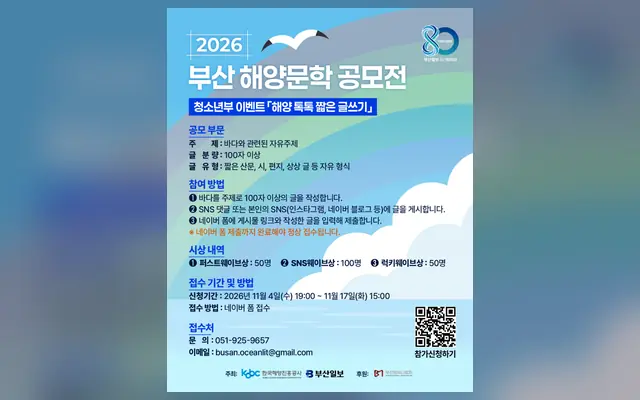 2026
부산 해양문학 공모전
청소년부 이벤트 「해양 톡톡 짧은 글쓰기」
공모 부문
주 제 : 바다와 관련된 자유주제
글 분 량 : 100자 이상
글 유 형 : 짧은 산문, 시, 편지, 상상 글 등 자유 형식
참여 방법
❶ 바다를 주제로 100자 이상의 글을 작성합니다.
❷ SNS 댓글 또는 본인의 SNS(인스타그램, 네이버 블로그 등)에 글을 게시합니다.
❸ 네이버 폼에 게시물 링크와 작성한 글을 입력해 제출합니다.
※ 네이버 폼 제출까지 완료해야 정상 접수됩니다.
시상 내역
❶ 퍼스트웨이브상 : 50명 ❷ SNS웨이브상 : 100명 ❸ 럭키웨이브상 : 50명
접수 기간 및 방법
신청기간 : 2026년 11월 4일(수) 19:00 ~ 11월 17일(화) 15:00
접수 방법 : 네이버 폼 접수
접수처
문 의 : 051-925-9657
이메일 : busan.oceanlit@gmail.com
참가신청하기
주최: kobc 한국해양진흥공사 부산일보 후원: